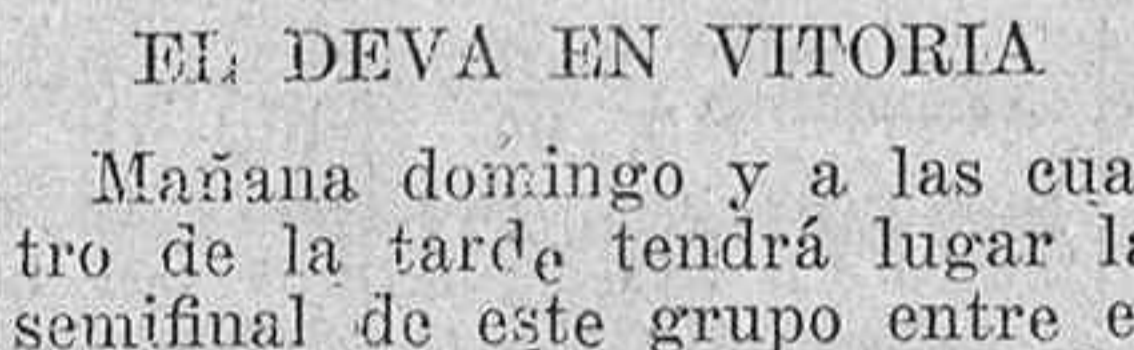 EL DEVA EN VITORIA
Mañana domingo y a las cua
tro de la tarde tendrá lugar la
semifinal de este grupo entre e